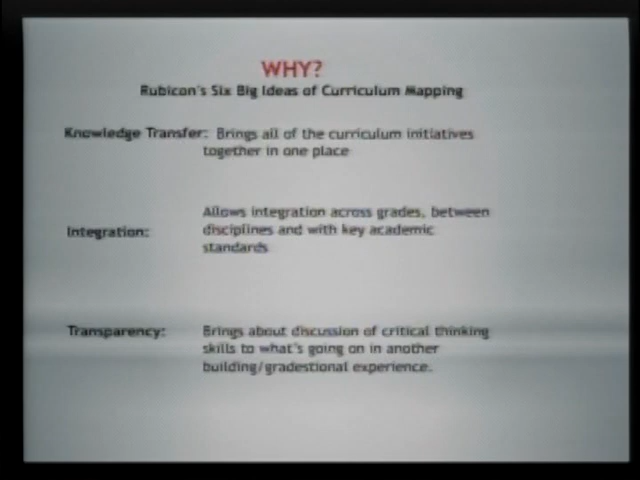 WHY?
Rubicon's Six Big Ideas of Curriculum Mapping
Knowledge Transfer: Brings all of the curriculum initiatives
together in one place
Allows integration across grades, between
Integration: disciplines and with key academic
standards
Transparency: Brings about discussion of critical thinking
skills to what's going on in another
building/gradestional experience.